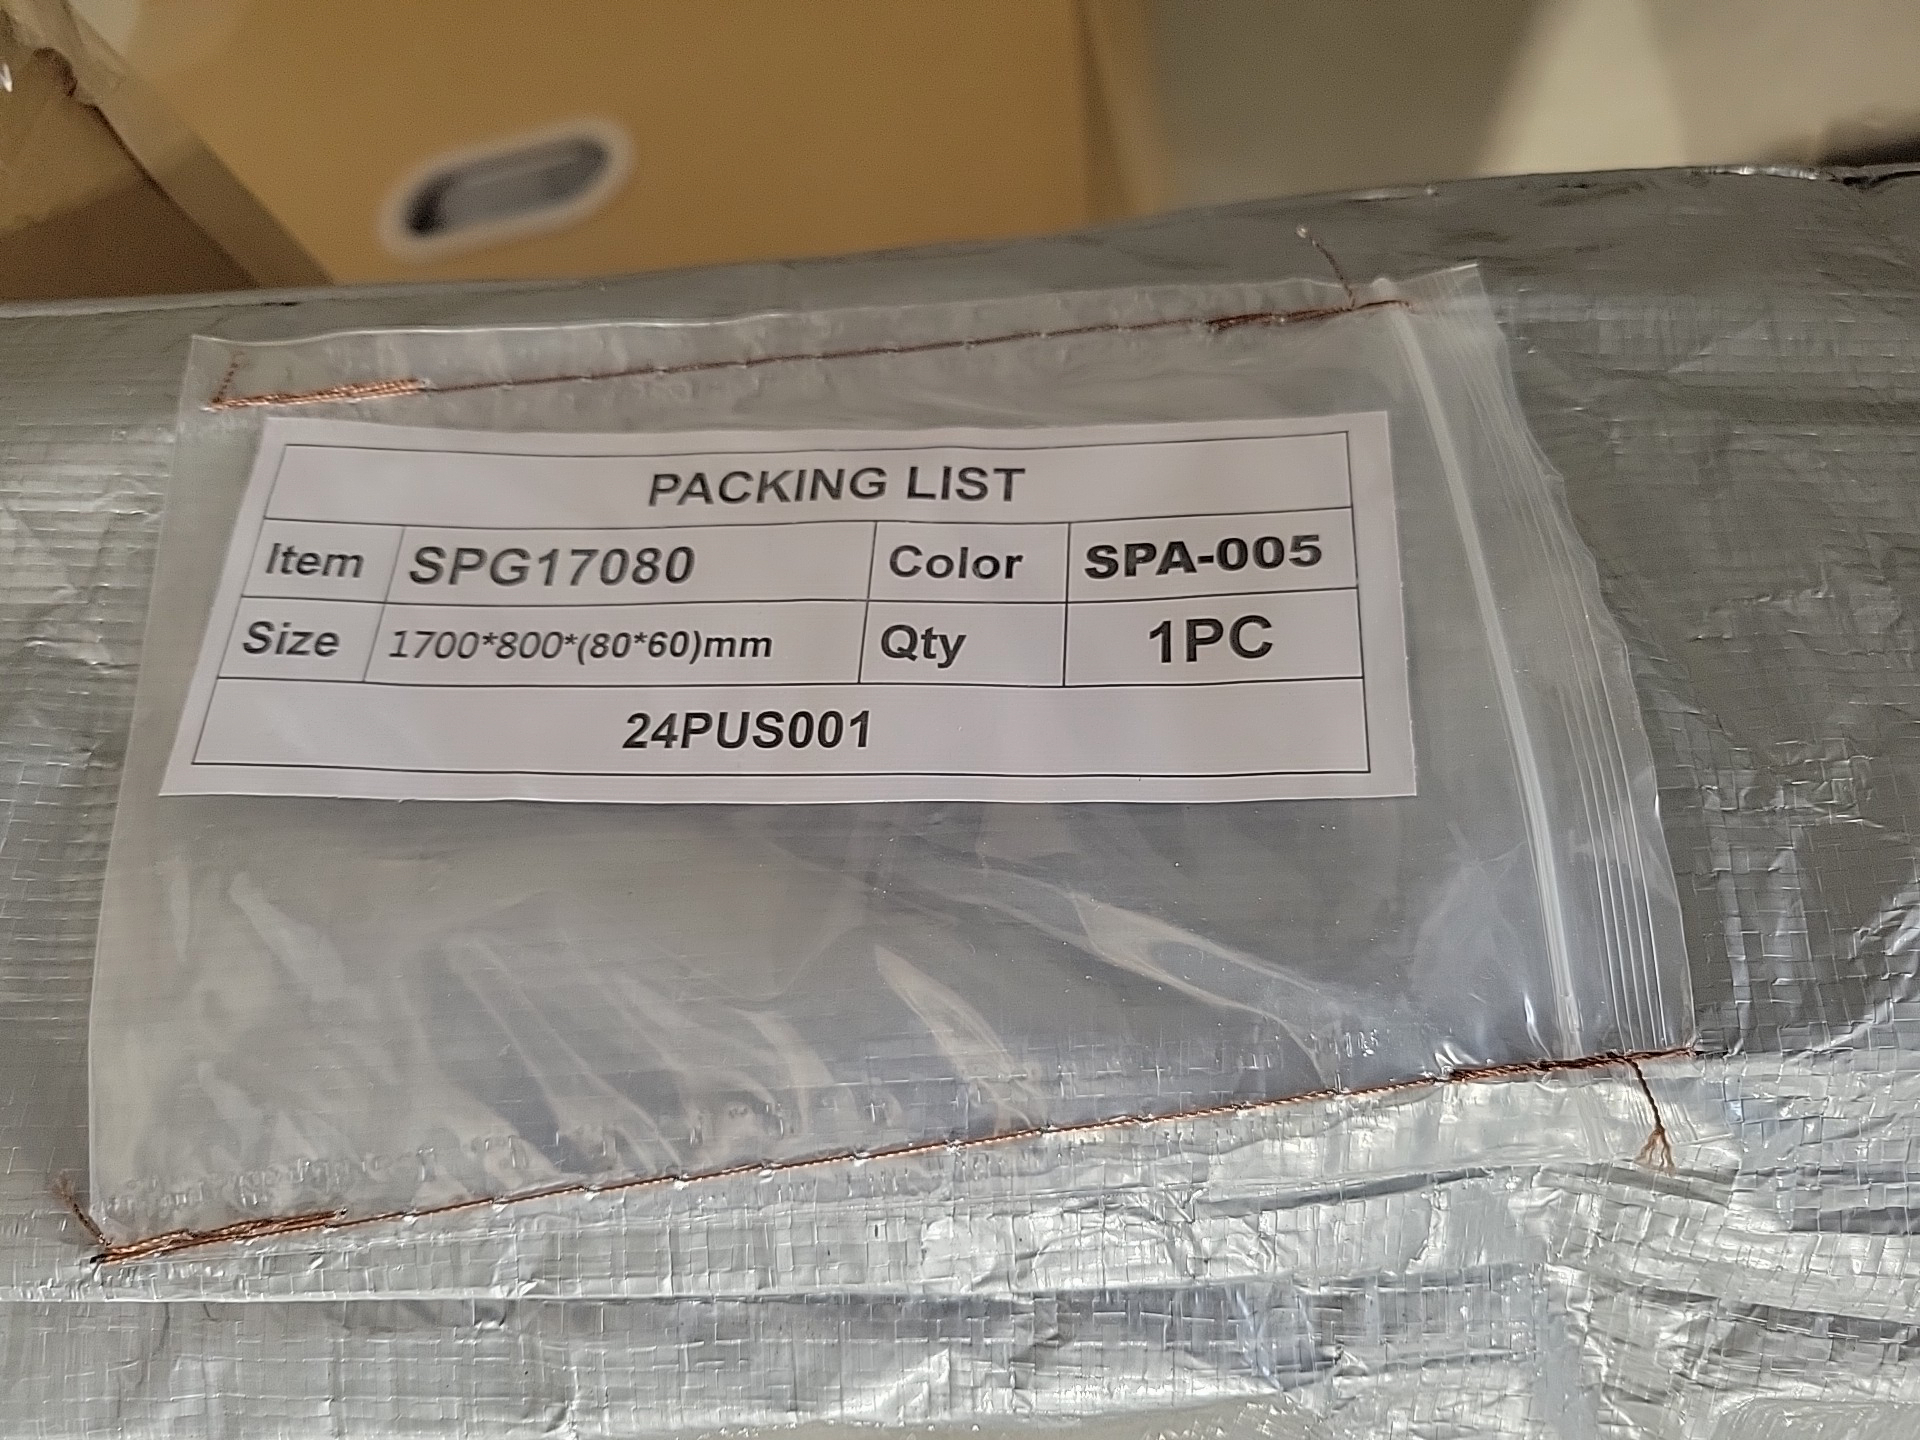 PACKING LIST
Item SPG17080 Color SPA-005
Size 1700*800*(80*60)mm Qty 1PC
24PUS001